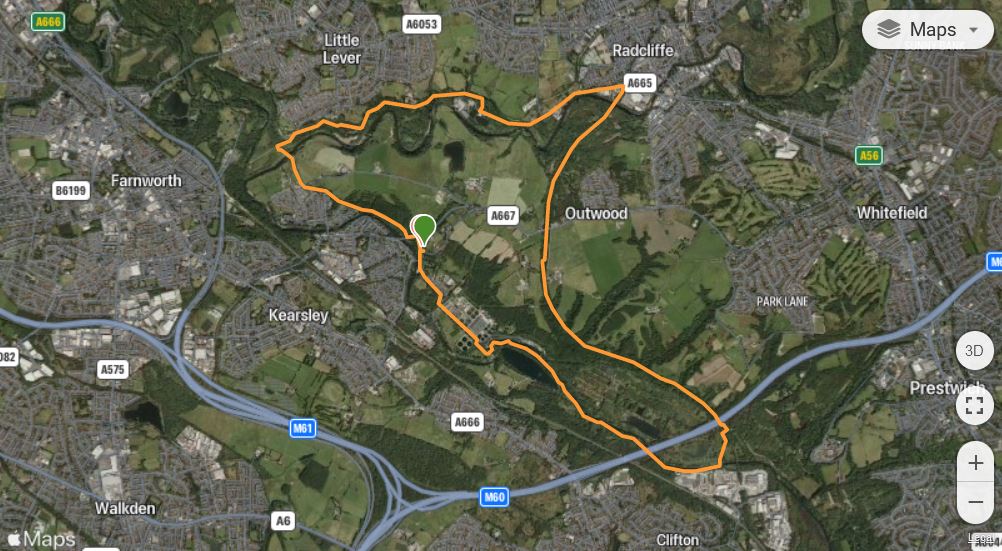 A666
A6053
Maps
Little
Lever
Radcliffe
A665
A56
Farnworth
B6199
A667
Outwood
Whitefield
M6
PARK LANE
Kearsley
3D
082
A575
Prestwich
A666
M61
M60
Walkden
A6
Maps
Clifton
Legal